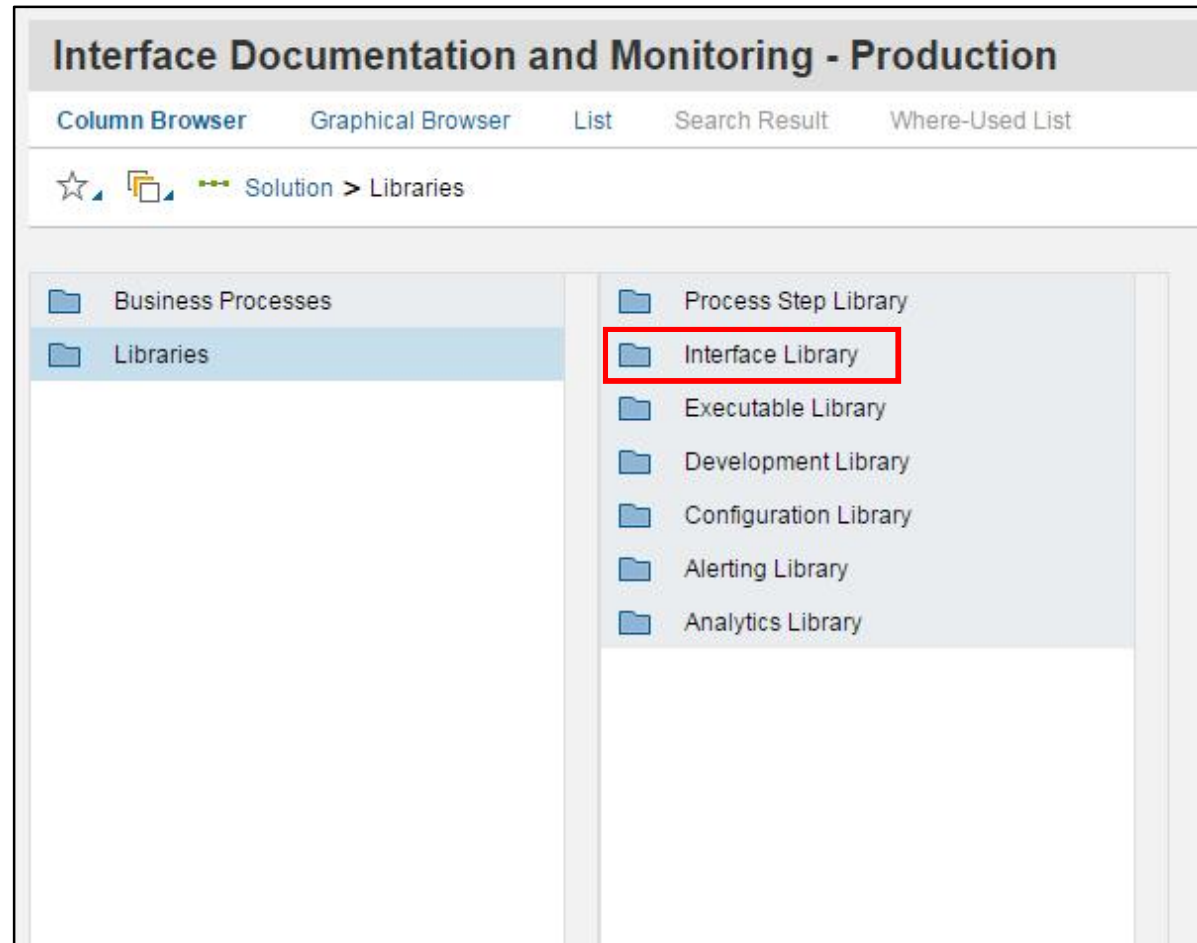 Interface Documentation and Monitoring - Production
Column Browser Graphical Browser List Search Result Where-Used List
Solution > Libraries
Business Processes
Libraries
Process Step Library
Interface Library
Executable Library
Development Library
Configuration Library
Alerting Library
Analytics Library